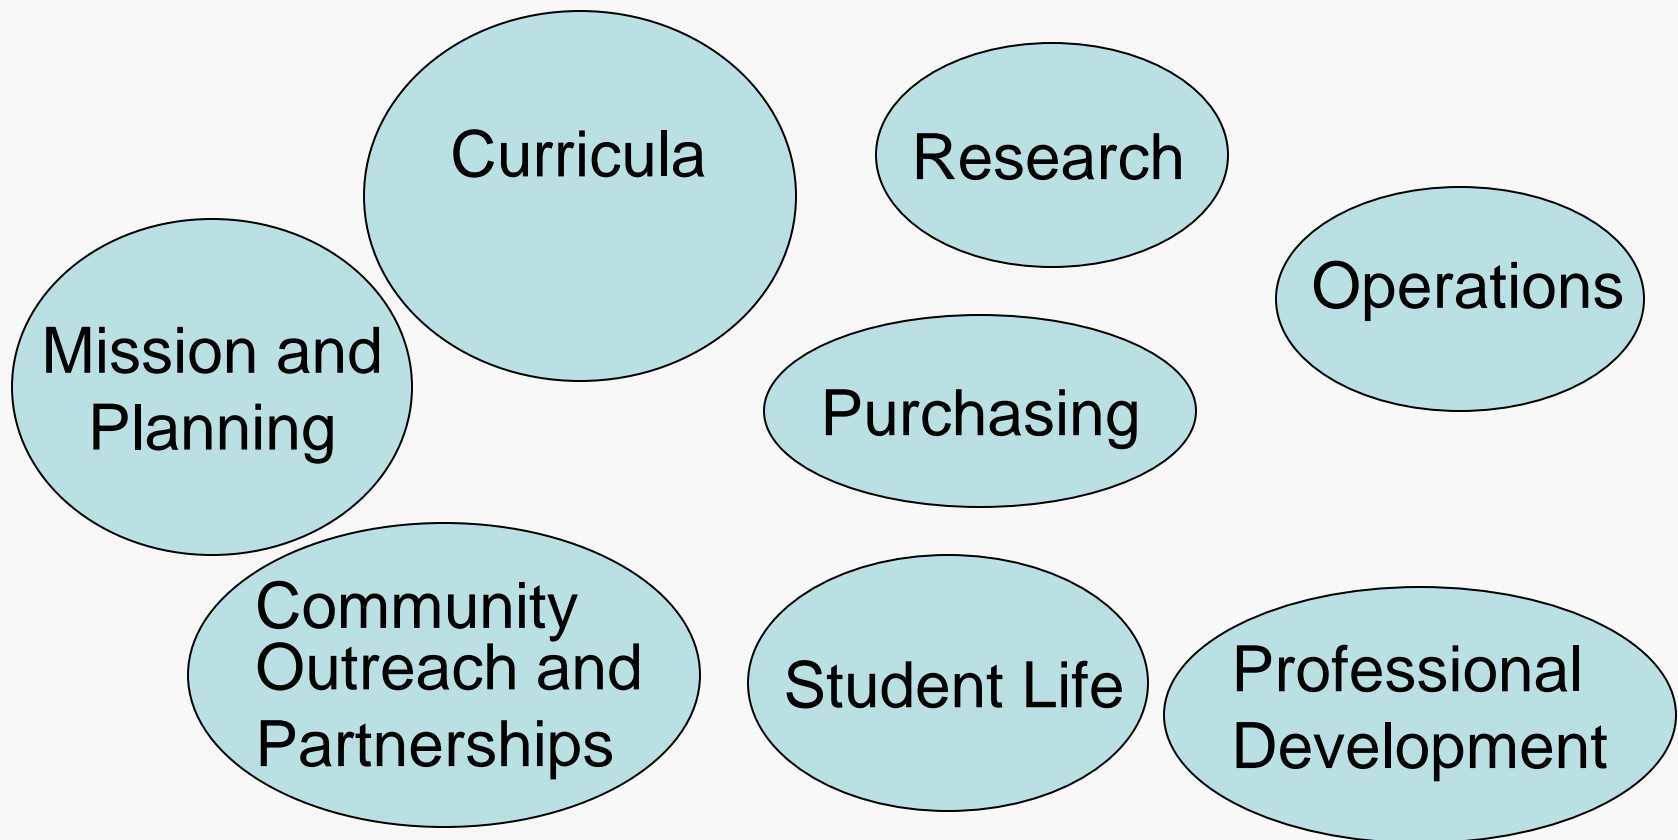 Curricula
Research
Operations
Mission and
Planning
Purchasing
Community
Outreach and
Partnerships
Student Life
Professional
Development